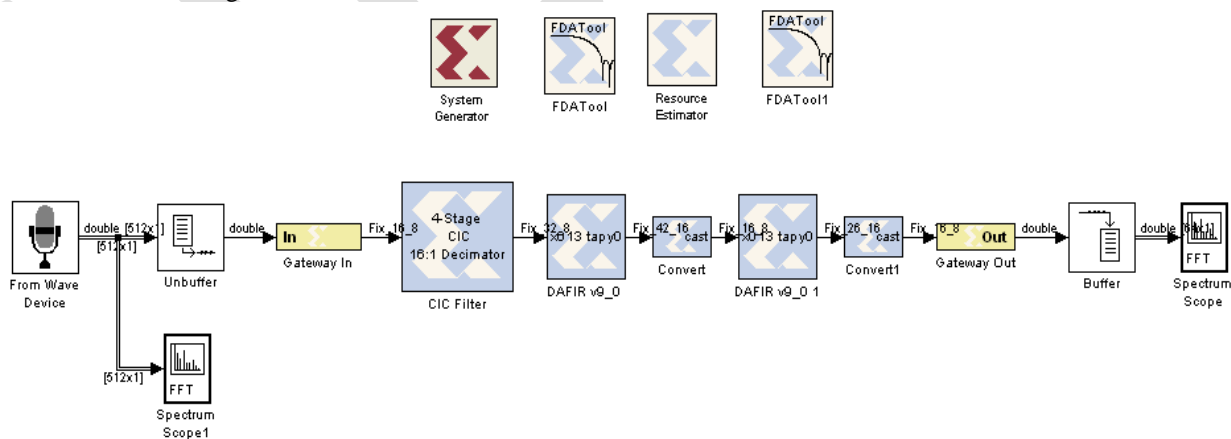 FDATool
FDATool
System
Generator
FDATool
Resource
Estimator
FDATool1
double [512x1]
[512x1]
double
In
Fix_16_8
4-Stage
CIC
16:1 Decimator
Fix_32_8
x0 13 tapy0
Fix_42_16
cast
Fix_16_8
x0 13 tapy0
Fix_26_16
cast
Fix_16_8
Out
double
double [64x1]
FFT
From Wave
Device
Unbuffer
Gateway In
CIC Filter
DAFIR v9_0
Convert
DAFIR v9_0 1
Convert1
Gateway Out
Buffer
Spectrum
Scope
[512x1]
FFT
Spectrum
Scope1